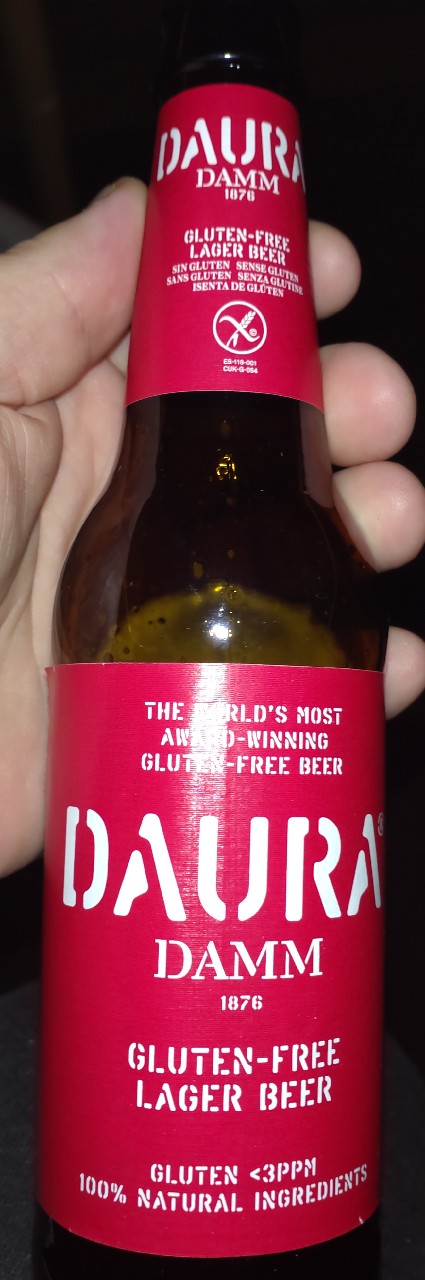 DAURA
DAMM
1876
GLUTEN-FREE
LAGER BEER
SIN GLUTEN SENSE GLUTEN
SANS GLUTEN SENZA GLUTINE
ISENTA DE GLÚTEN
ES-118-001
CUK-G-054
THE WORLD'S MOST
AWARD-WINNING
GLUTEN-FREE BEER
DAURA®
DAMM
1876
GLUTEN-FREE
LAGER BEER
GLUTEN <3PPM
100% NATURAL INGREDIENTS